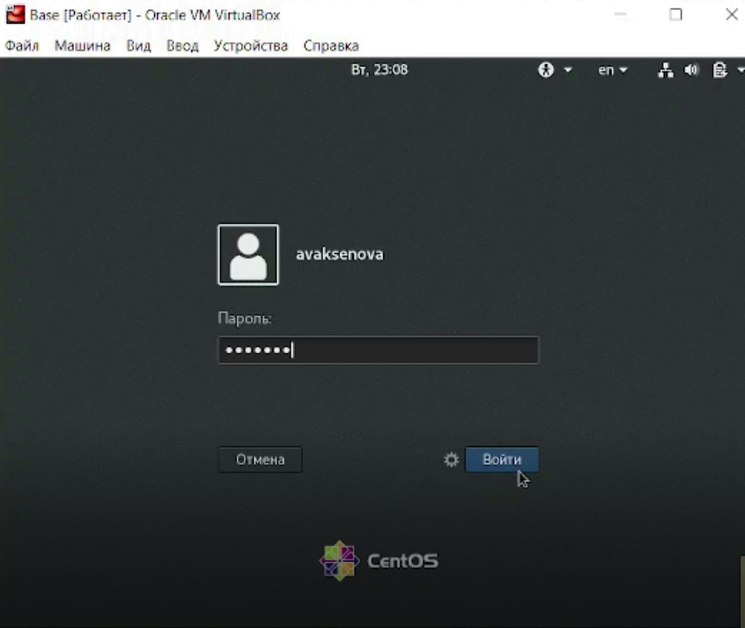 Base [Работает] - Oracle VM VirtualBox
Файл Машина Вид Ввод Устройства Справка
Вт, 23:08 en
avaksenova
Пароль:
•••••••
Отмена Войти
CentOS